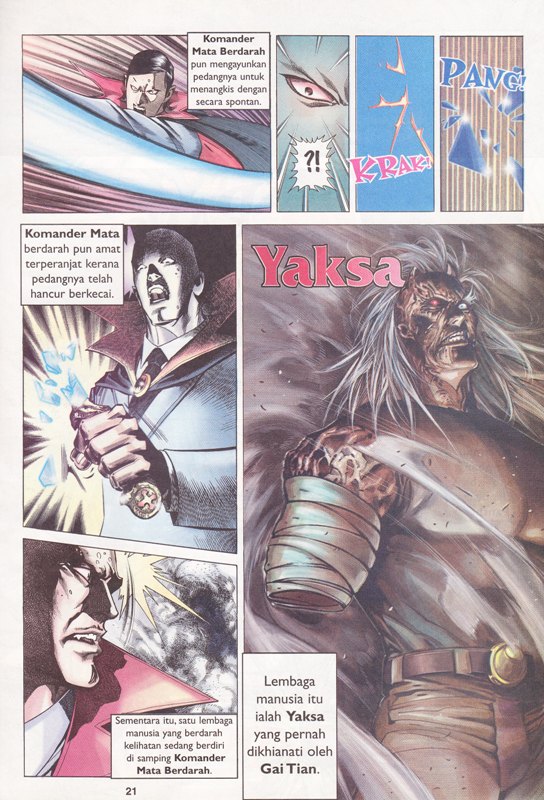 Komander
Mata Berdarah
pun mengayunkan
pedangnya untuk
menangkis dengan
secara spontan.
?!
KRAK!
PANG!
Komander Mata
berdarah pun amat
terperanjat kerana
pedangnya telah
hancur berkecai.
Yaksa
Sementara itu, satu lembaga
manusia yang berdarah
kelihatan sedang berdiri
di samping Komander
Mata Berdarah.
Lembaga
manusia itu
ialah Yaksa
yang pernah
dikhianati oleh
Gai Tian.
21